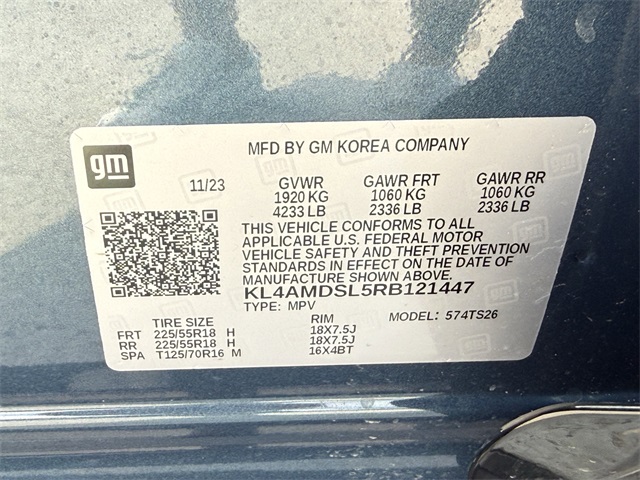 gm
MFD BY GM KOREA COMPANY
11/23 GVWR GAWR FRT GAWR RR
1920 KG 1060 KG 1060 KG
4233 LB 2336 LB 2336 LB
THIS VEHICLE CONFORMS TO ALL
APPLICABLE U.S. FEDERAL MOTOR
VEHICLE SAFETY AND THEFT PREVENTION
STANDARDS IN EFFECT ON THE DATE OF
MANUFACTURE SHOWN ABOVE.
KL4AMDSL5RB121447
TYPE: MPV MODEL: 574TS26
TIRE SIZE RIM
FRT 225/55R18 H 18X7.5J
RR 225/55R18 H 18X7.5J
SPA T125/70R16 M 16X4BT